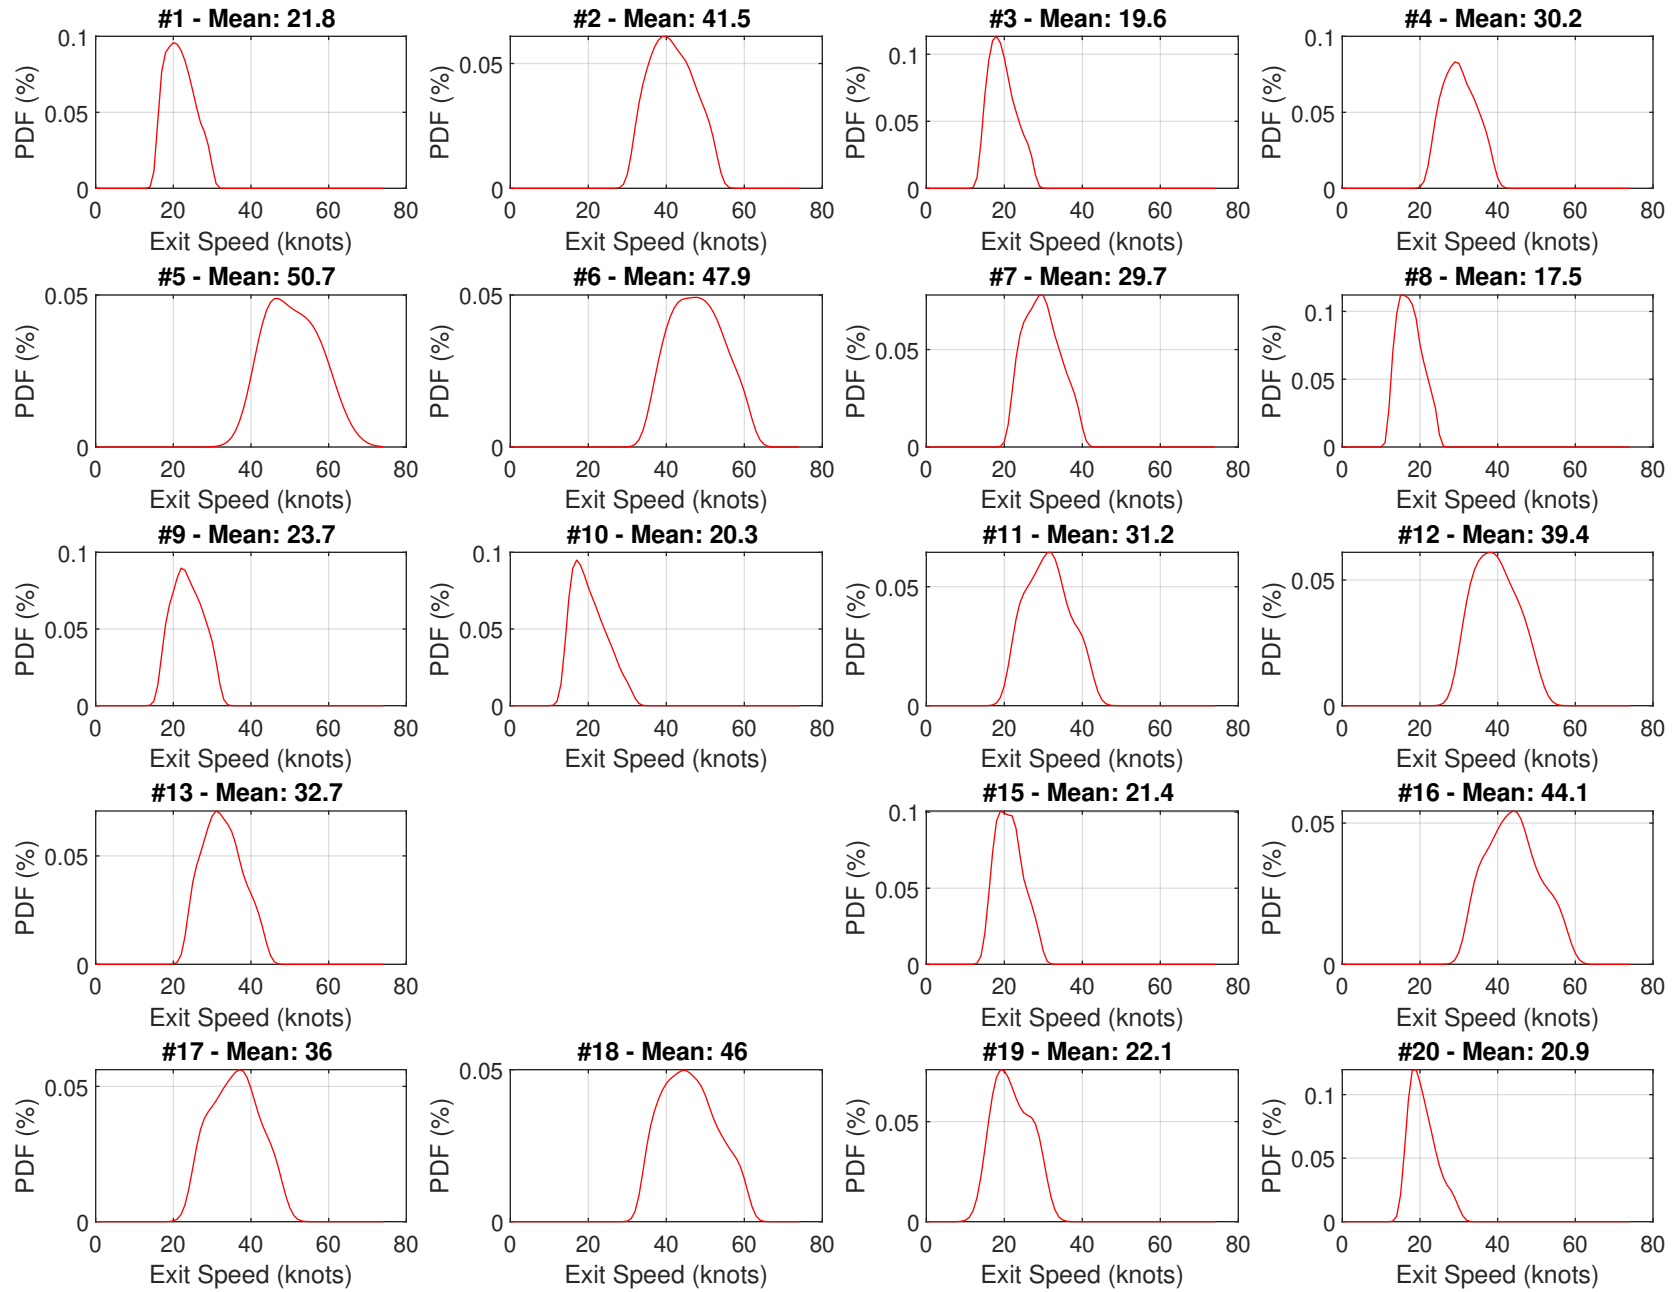 #1 - Mean: 21.8
PDF (%)
0.1
0.05
0
0 20 40 60 80
Exit Speed (knots)
#2 - Mean: 41.5
PDF (%)
0.05
0
0 20 40 60 80
Exit Speed (knots)
#3 - Mean: 19.6
PDF (%)
0.1
0.05
0
0 20 40 60 80
Exit Speed (knots)
#4 - Mean: 30.2
PDF (%)
0.1
0.05
0
0 20 40 60 80
Exit Speed (knots)
#5 - Mean: 50.7
PDF (%)
0.05
0
0 20 40 60 80
Exit Speed (knots)
#6 - Mean: 47.9
PDF (%)
0.05
0
0 20 40 60 80
Exit Speed (knots)
#7 - Mean: 29.7
PDF (%)
0.05
0
0 20 40 60 80
Exit Speed (knots)
#8 - Mean: 17.5
PDF (%)
0.1
0.05
0
0 20 40 60 80
Exit Speed (knots)
#9 - Mean: 23.7
PDF (%)
0.1
0.05
0
0 20 40 60 80
Exit Speed (knots)
#10 - Mean: 20.3
PDF (%)
0.1
0.05
0
0 20 40 60 80
Exit Speed (knots)
#11 - Mean: 31.2
PDF (%)
0.05
0
0 20 40 60 80
Exit Speed (knots)
#12 - Mean: 39.4
PDF (%)
0.05
0
0 20 40 60 80
Exit Speed (knots)
#13 - Mean: 32.7
PDF (%)
0.05
0
0 20 40 60 80
Exit Speed (knots)
#15 - Mean: 21.4
PDF (%)
0.1
0.05
0
0 20 40 60 80
Exit Speed (knots)
#16 - Mean: 44.1
PDF (%)
0.05
0
0 20 40 60 80
Exit Speed (knots)
#17 - Mean: 36
PDF (%)
0.05
0
0 20 40 60 80
Exit Speed (knots)
#18 - Mean: 46
PDF (%)
0.05
0
0 20 40 60 80
Exit Speed (knots)
#19 - Mean: 22.1
PDF (%)
0.05
0
0 20 40 60 80
Exit Speed (knots)
#20 - Mean: 20.9
PDF (%)
0.1
0.05
0
0 20 40 60 80
Exit Speed (knots)